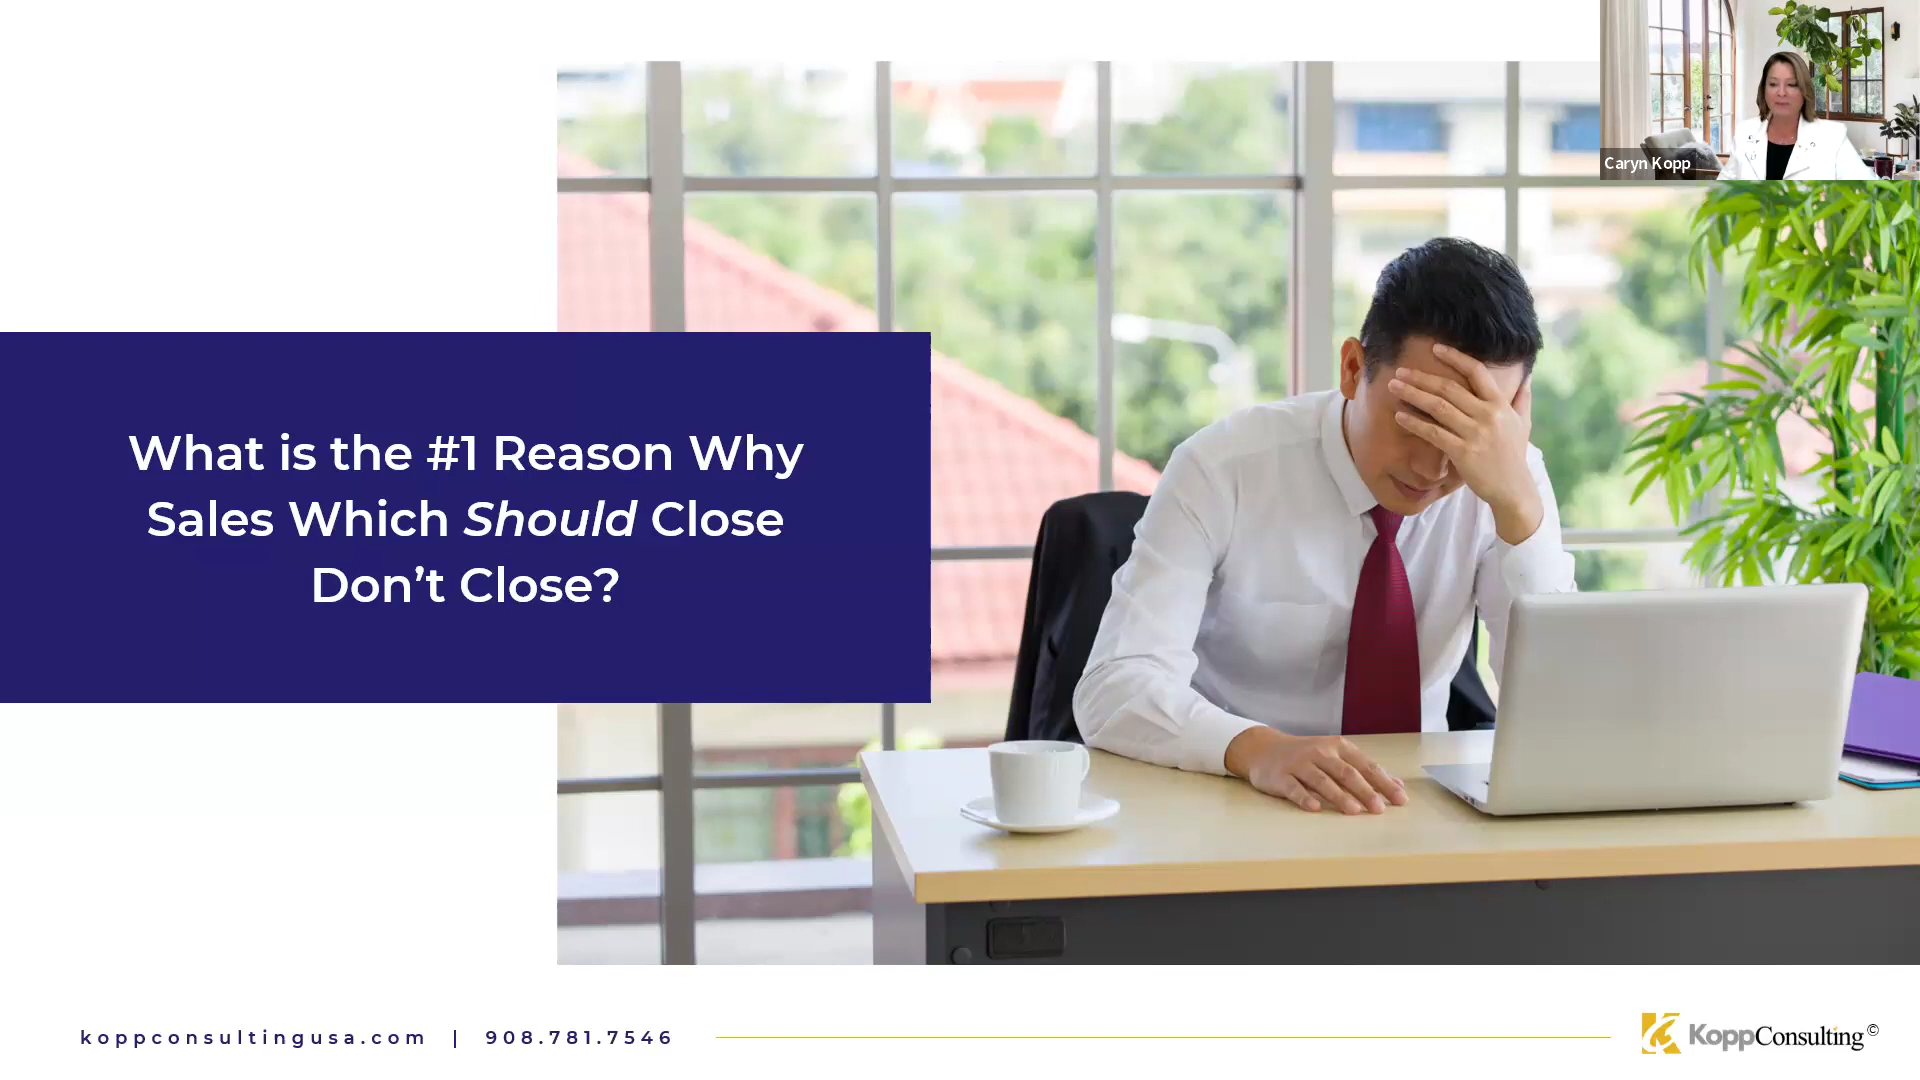 Caryn Kopp
What is the #1 Reason Why
Sales Which Should Close
Don’t Close?
koppconsultingusa.com | 908.781.7546
KoppConsulting©